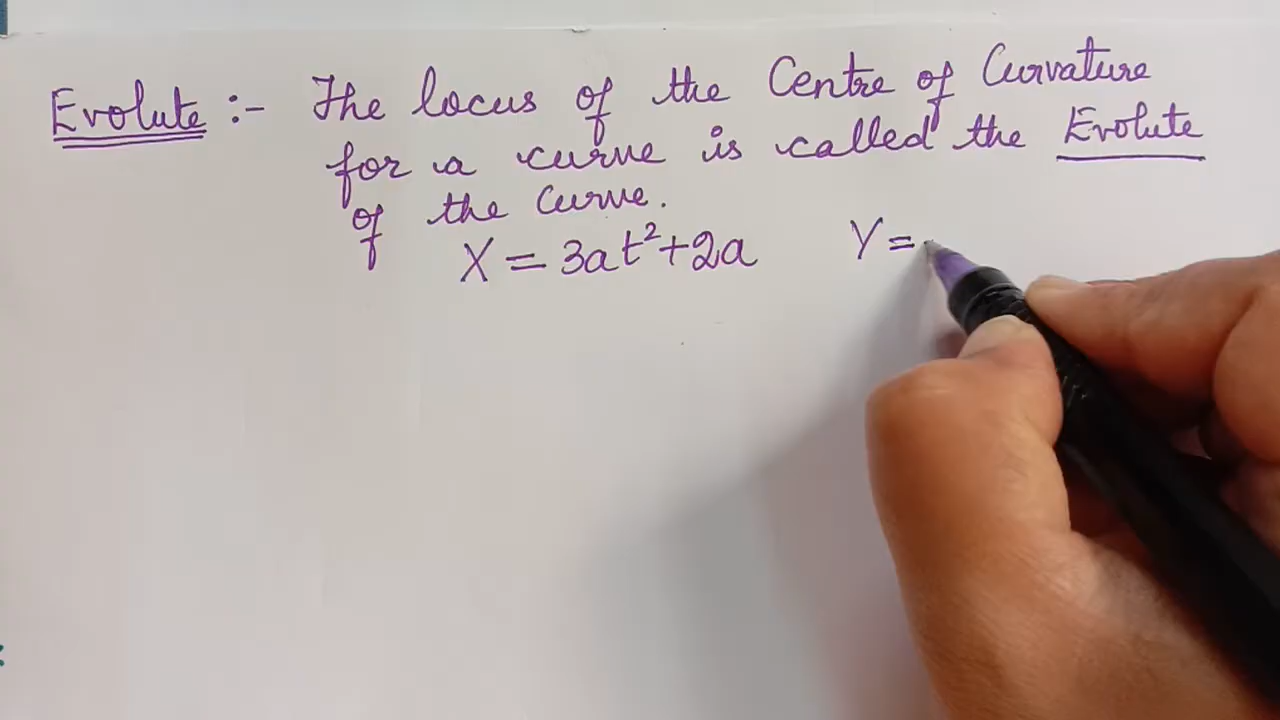 Evolute :- The locus of the Centre of Curvature
for a curve is called the Evolute
of the Curve.
X = 3at²+2a Y =